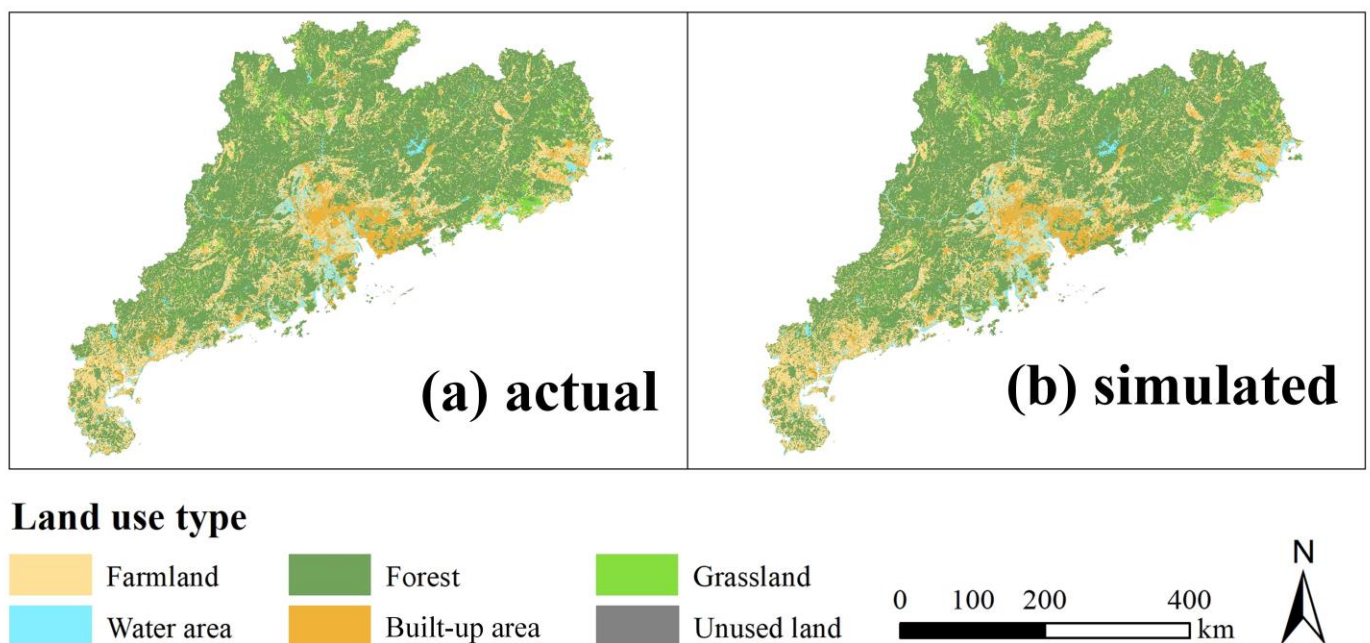 (a) actual
(b) simulated
Land use type
Farmland
Forest
Grassland
Water area
Built-up area
Unused land
N
0 100 200 400
km